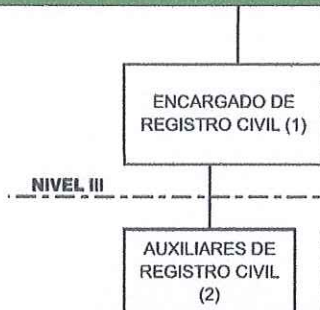 ENCARGADO DE
REGISTRO CIVIL (1)
NIVEL III
AUXILIARES DE
REGISTRO CIVIL
(2)